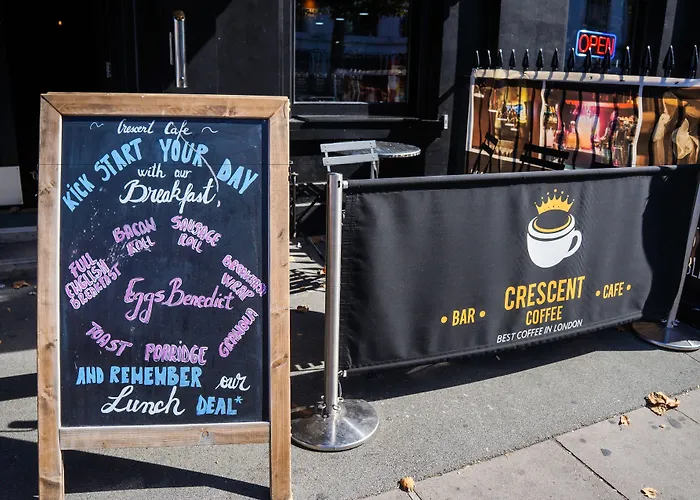 ~ Crescent Cafe ~
KICK START YOUR DAY
with our
Breakfast,
BACON
ROLL
SAUSAGE
ROLL
FULL
ENGLISH
BREAKFAST
Eggs Benedict
BREAKFAST
WRAP
TOAST
PORRIDGE
GRANOLA
AND REMEMBER our
Lunch DEAL*
OPEN
• BAR •
CRESCENT
COFFEE
• CAFE •
BEST COFFEE IN LONDON